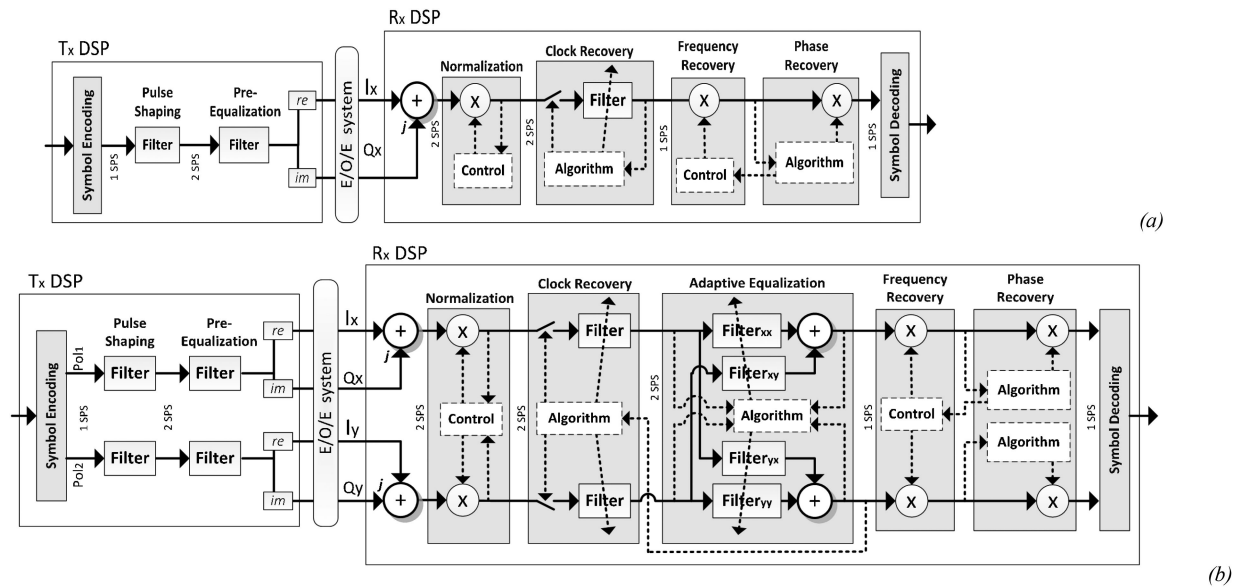 Rx DSP
Tx DSP
Symbol Encoding
1 SPS
Pulse
Shaping
Filter
2 SPS
Pre-
Equalization
Filter
re
im
E/O/E system
Ix
Qx
+
j
2 SPS
Normalization
X
Control
2 SPS
Clock Recovery
Filter
Algorithm
1 SPS
Frequency
Recovery
X
Control
Phase
Recovery
X
Algorithm
1 SPS
Symbol Decoding
(a)
Rx DSP
Tx DSP
Symbol Encoding
Pol1
Pol2
1 SPS
Pulse
Shaping
Filter
Filter
2 SPS
Pre-
Equalization
Filter
Filter
re
im
re
im
E/O/E system
Ix
Qx
Iy
Qy
+
j
j
+
2 SPS
Normalization
X
Control
X
2 SPS
Clock Recovery
Filter
Algorithm
Filter
2 SPS
Adaptive Equalization
Filterxx
+
Filterxy
Algorithm
Filteryx
Filteryy
+
1 SPS
Frequency
Recovery
X
Control
X
Phase
Recovery
X
Algorithm
Algorithm
X
1 SPS
Symbol Decoding
(b)